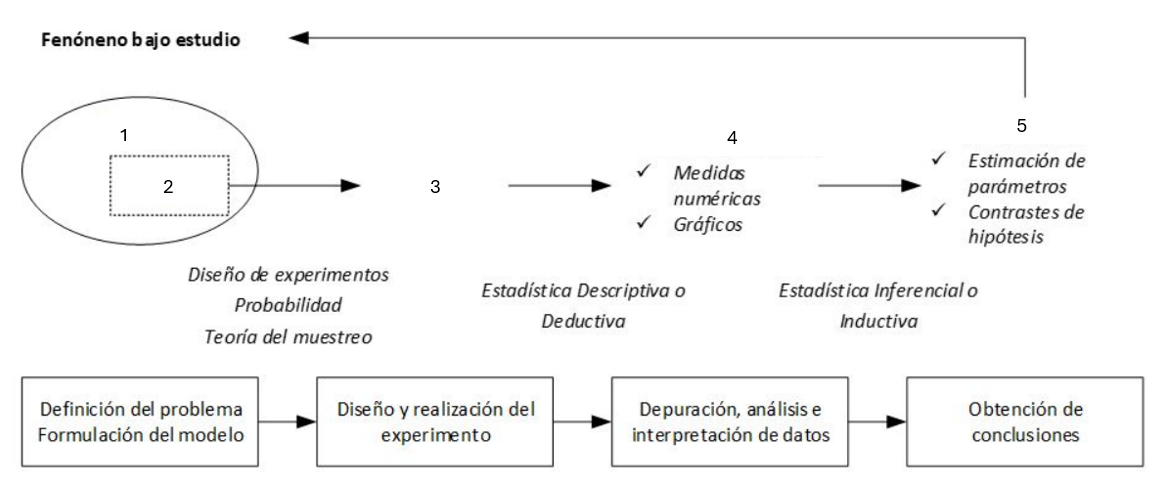 Fenóneno bajo estudio
1
2
3
4
✓ Medidas
numéricas
✓ Gráficos
5
✓ Estimación de
parámetros
✓ Contrastes de
hipótesis
Diseño de experimentos
Probabilidad
Teoría del muestreo
Estadística Descriptiva o
Deductiva
Estadística Inferencial o
Inductiva
Definición del problema
Formulación del modelo
Diseño y realización del
experimento
Depuración, análisis e
interpretación de datos
Obtención de
conclusiones